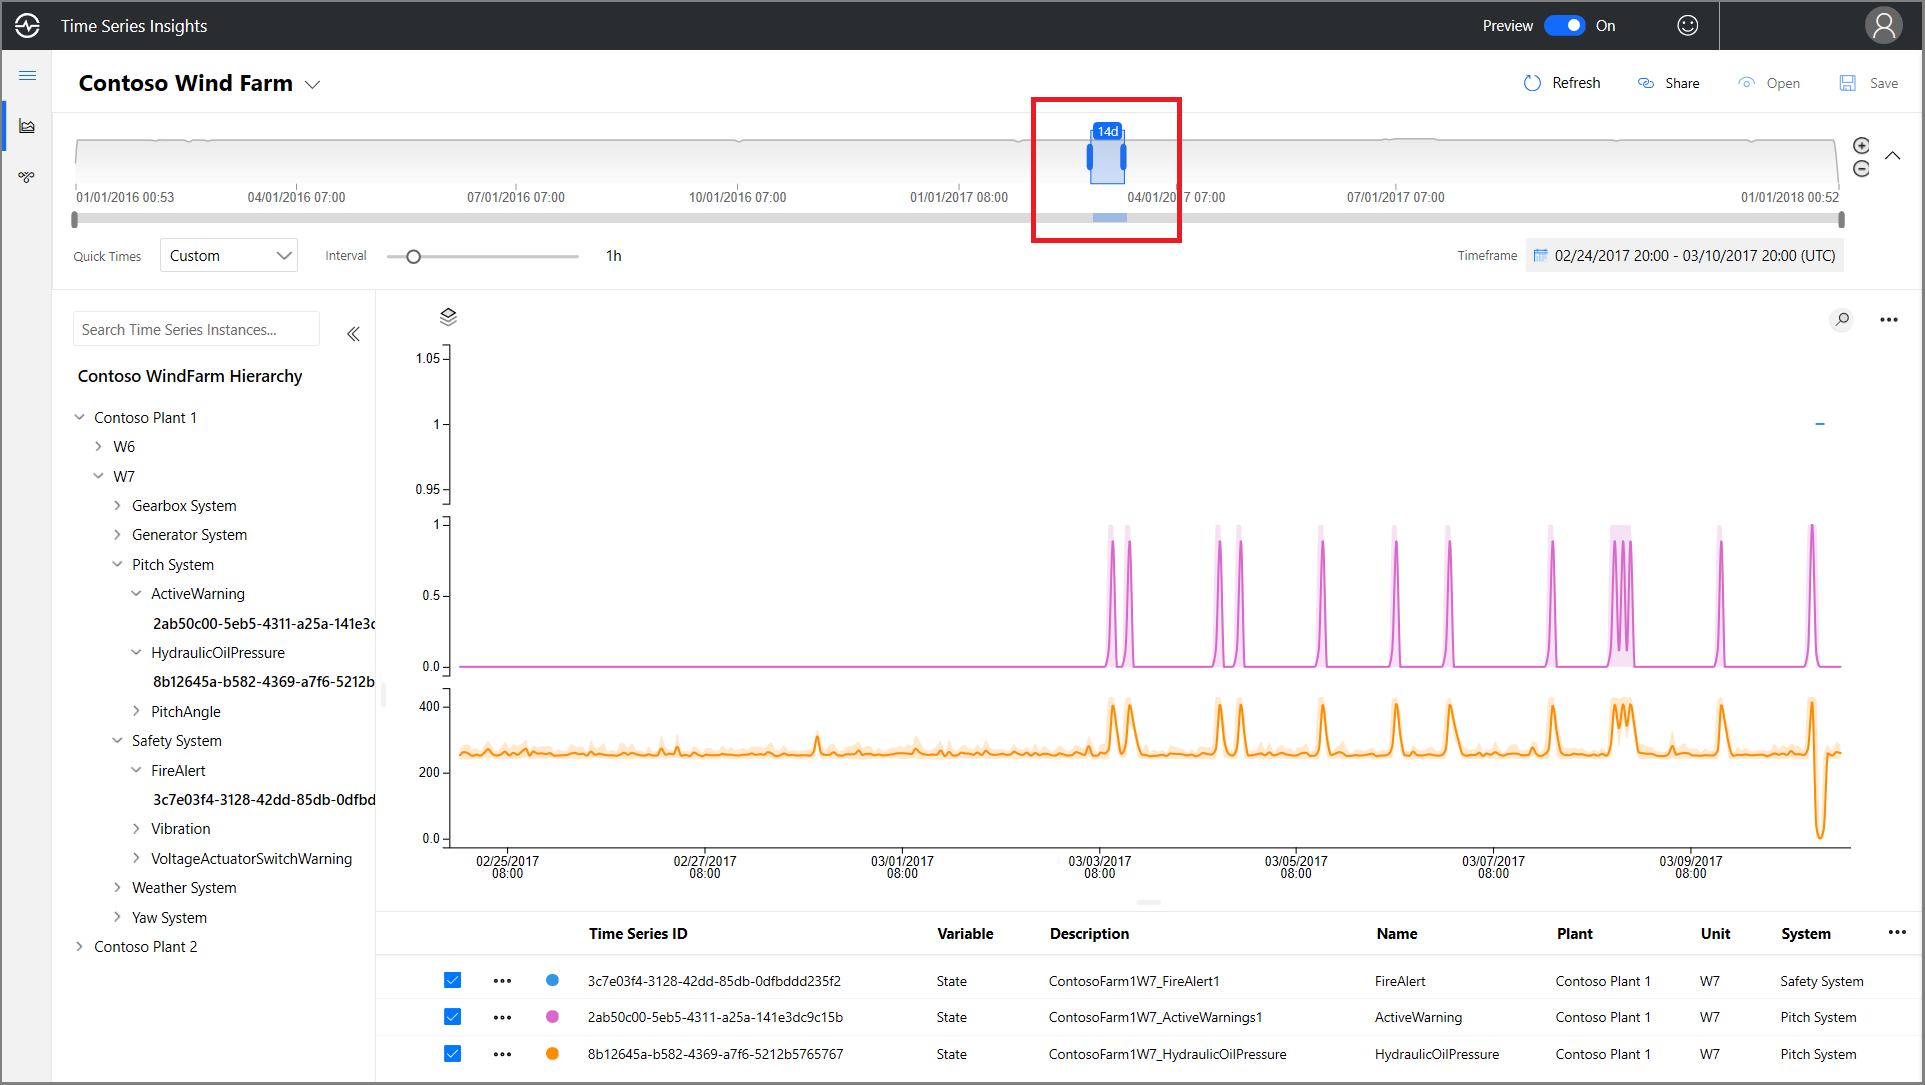 Time Series Insights
Preview On
Contoso Wind Farm
Refresh Share Open Save
14d
01/01/2016 00:53 04/01/2016 07:00 07/01/2016 07:00 10/01/2016 07:00 01/01/2017 08:00 04/01/2017 07:00 07/01/2017 07:00 01/01/2018 00:52
Quick Times Custom Interval 1h Timeframe 02/24/2017 20:00 - 03/10/2017 20:00 (UTC)
Search Time Series Instances...
Contoso WindFarm Hierarchy
Contoso Plant 1
W6
W7
Gearbox System
Generator System
Pitch System
ActiveWarning
2ab50c00-5eb5-4311-a25a-141e3c
HydraulicOilPressure
8b12645a-b582-4369-a7f6-5212b
PitchAngle
Safety System
FireAlert
3c7e03f4-3128-42dd-85db-0dfbd
Vibration
VoltageActuatorSwitchWarning
Weather System
Yaw System
Contoso Plant 2
1.05
1
0.95
1
0.5
0.0
400
200
0.0
02/25/2017 02/27/2017 03/01/2017 03/03/2017 03/05/2017 03/07/2017 03/09/2017
08:00 08:00 08:00 08:00 08:00 08:00 08:00
Time Series ID Variable Description Name Plant Unit System
3c7e03f4-3128-42dd-85db-0dfbddd235f2 State ContosoFarm1W7_FireAlert1 FireAlert Contoso Plant 1 W7 Safety System
2ab50c00-5eb5-4311-a25a-141e3dc9c15b State ContosoFarm1W7_ActiveWarnings1 ActiveWarning Contoso Plant 1 W7 Pitch System
8b12645a-b582-4369-a7f6-5212b5765767 State ContosoFarm1W7_HydraulicOilPressure HydraulicOilPressure Contoso Plant 1 W7 Pitch System